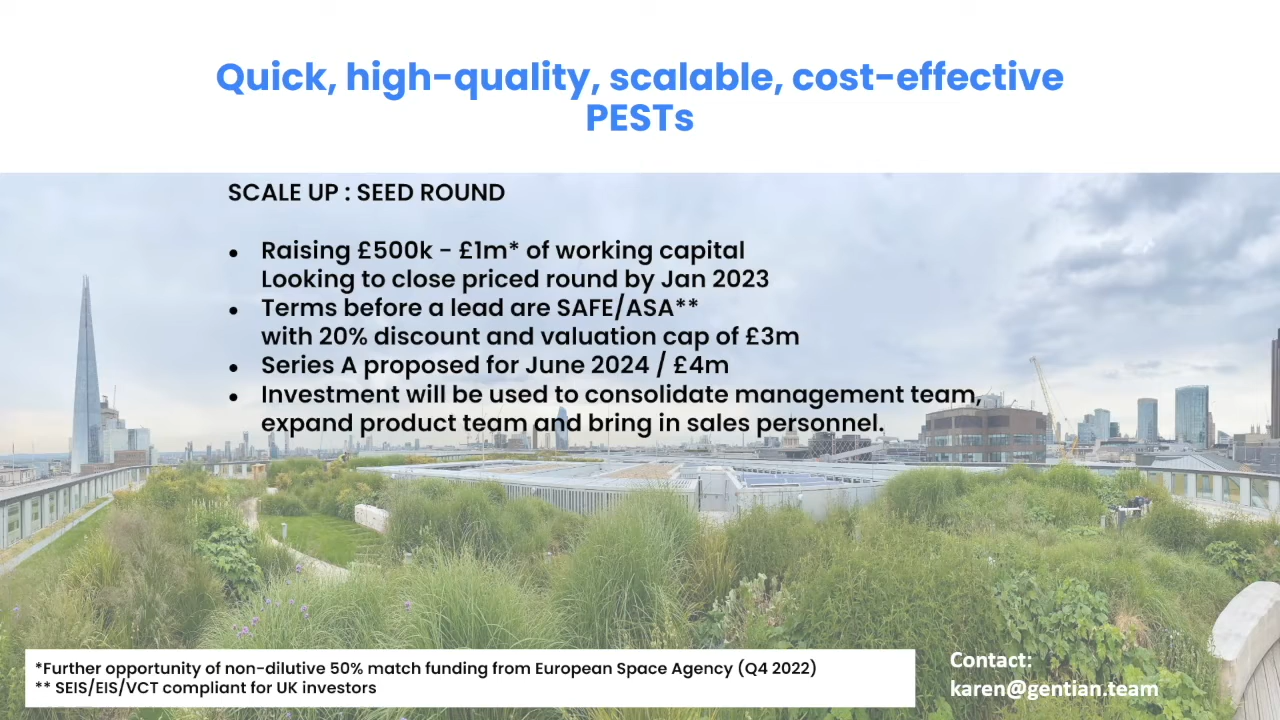 Quick, high-quality, scalable, cost-effective
PESTs
SCALE UP : SEED ROUND
• Raising £500k - £1m* of working capital
Looking to close priced round by Jan 2023
• Terms before a lead are SAFE/ASA**
with 20% discount and valuation cap of £3m
• Series A proposed for June 2024 / £4m
• Investment will be used to consolidate management team,
expand product team and bring in sales personnel.
*Further opportunity of non-dilutive 50% match funding from European Space Agency (Q4 2022)
** SEIS/EIS/VCT compliant for UK investors
Contact:
karen@gentian.team